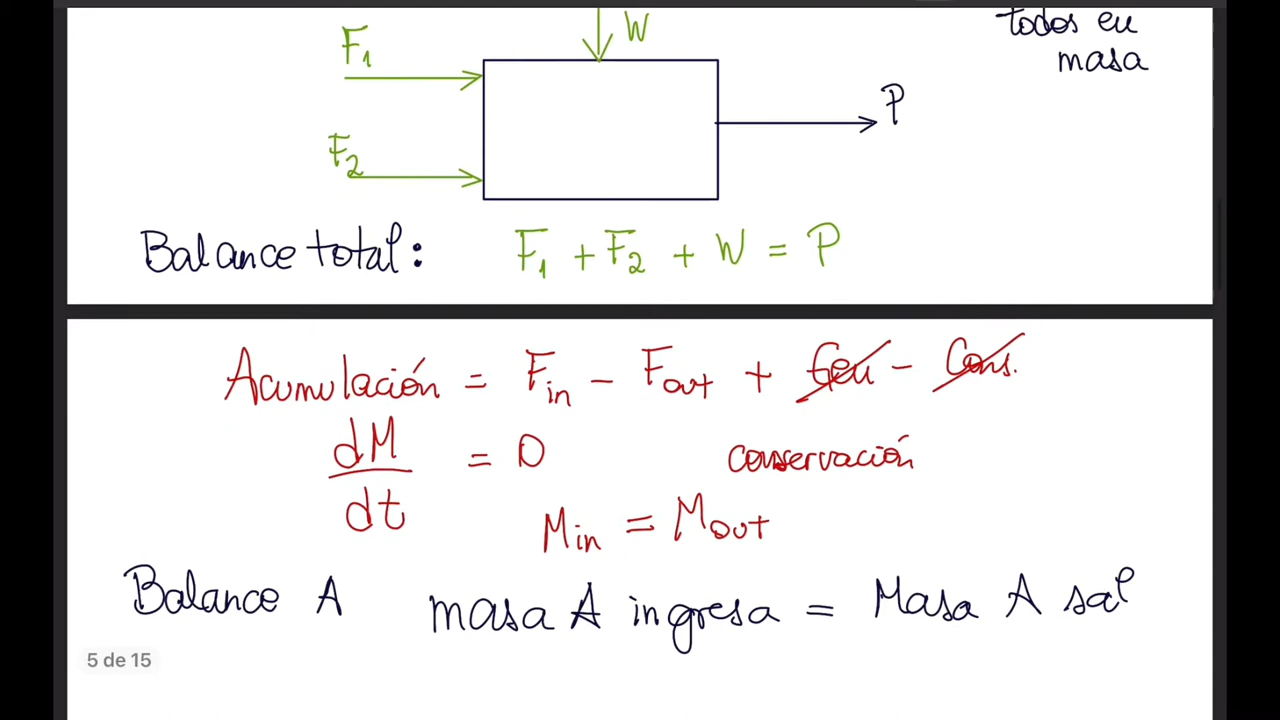 todos en
masa
W
F₁
P
F₂
Balance total: F₁ + F₂ + W = P
Acumulación = Fin - Fout + Gen - Cons.
dM
dt
= 0
conservación
Min = Mout
Balance A masa A ingresa = Masa A sal
5 de 15